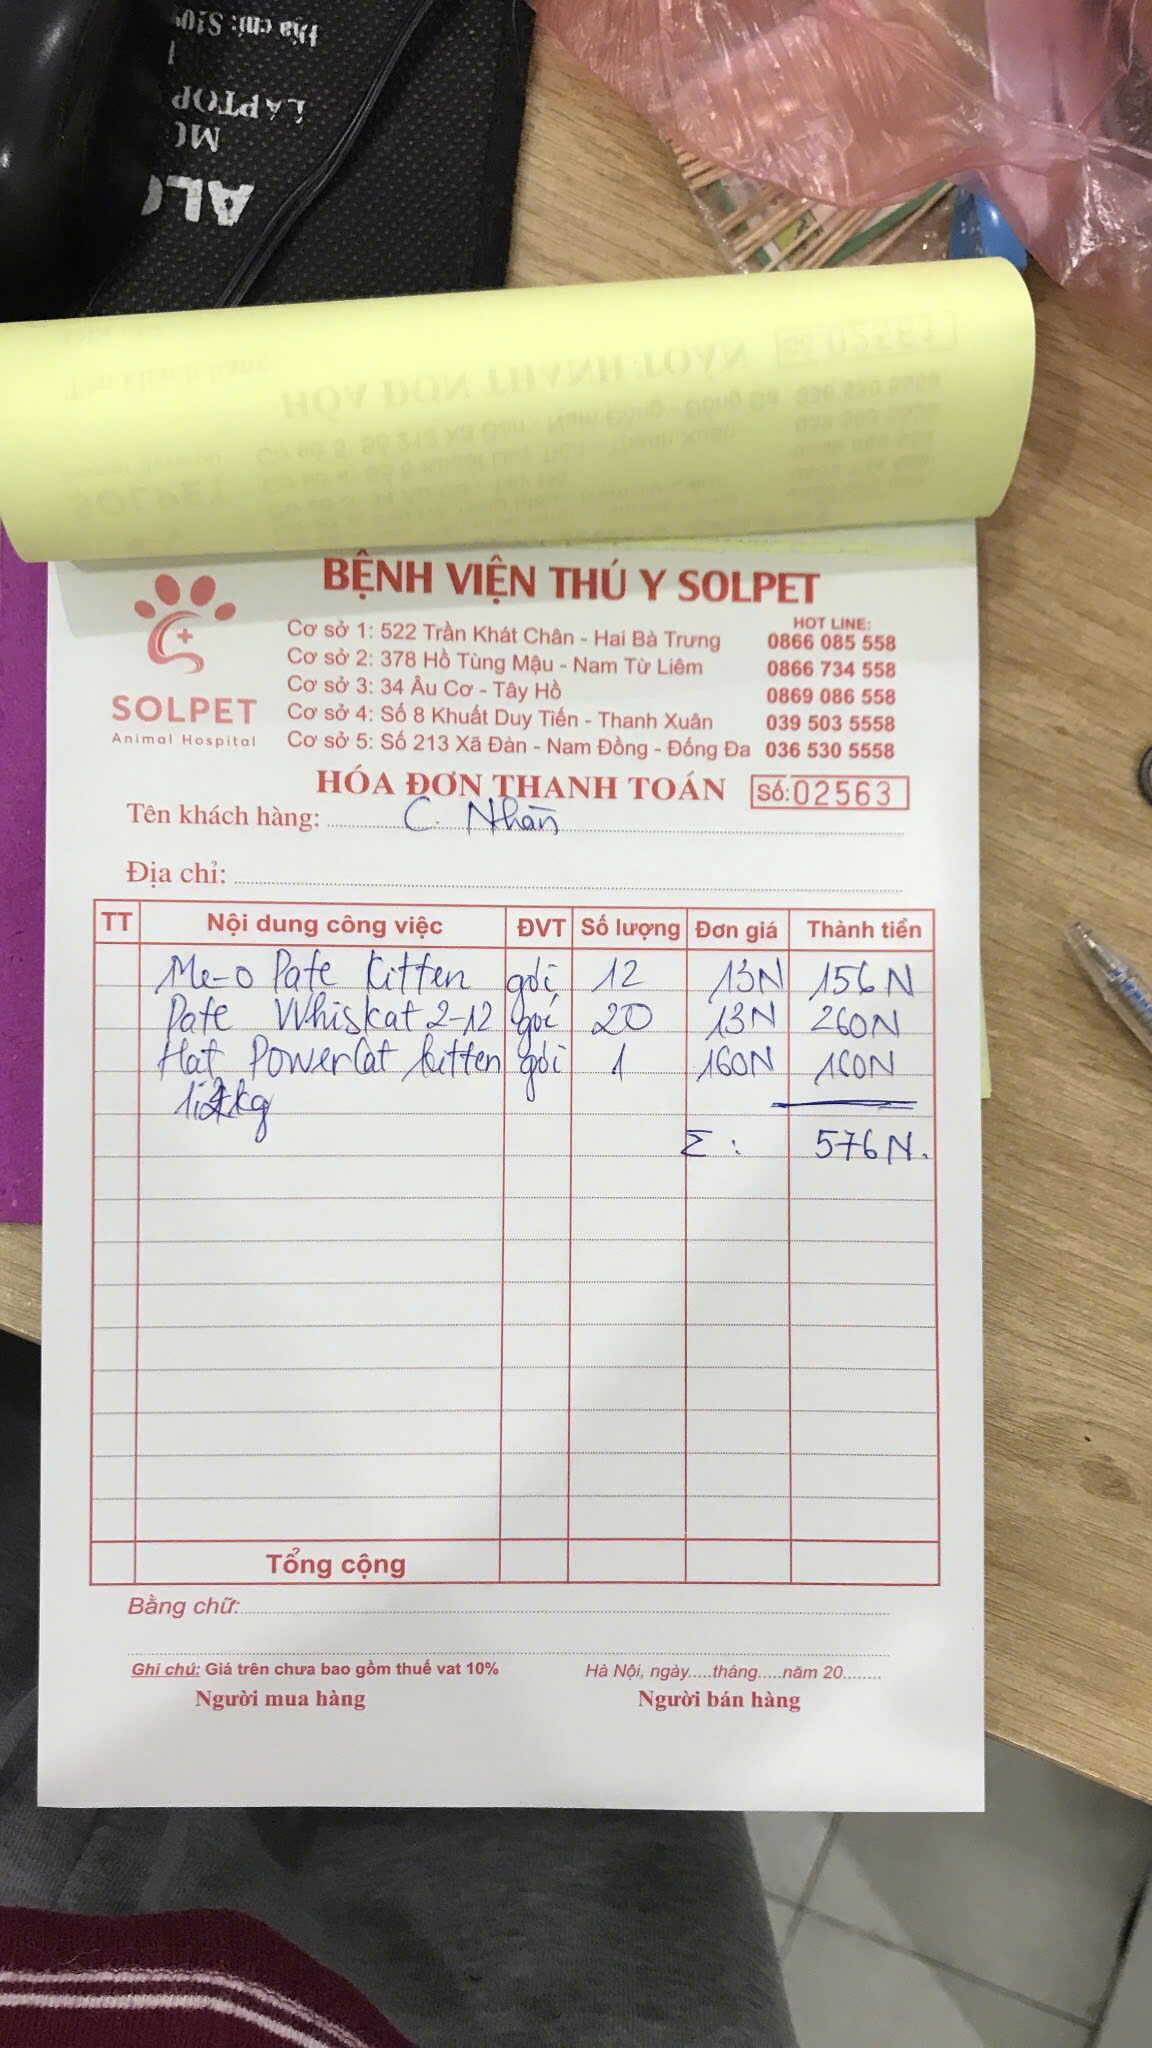 ALO
LAPTOP
BỆNH VIỆN THÚ Y SOLPET
SOLPET
Animal Hospital
HOT LINE:
Cơ sở 1: 522 Trần Khát Chân - Hai Bà Trưng 0866 085 558
Cơ sở 2: 378 Hồ Tùng Mậu - Nam Từ Liêm 0866 734 558
Cơ sở 3: 34 Âu Cơ - Tây Hồ 0869 086 558
Cơ sở 4: Số 8 Khuất Duy Tiến - Thanh Xuân 039 503 5558
Cơ sở 5: Số 213 Xã Đàn - Nam Đồng - Đống Đa 036 530 5558
HÓA ĐƠN THANH TOÁN Số: 02563
Tên khách hàng: C. Nhàn
Địa chỉ:
TT Nội dung công việc ĐVT Số lượng Đơn giá Thành tiền
Me-o Pate Kitten gói 12 13N 156N
Pate Whiskat 2-12 gói 20 13N 260N
Hat Powercat kitten gói 1 160N 160N
kg
Σ: 576N.
Tổng cộng
Bằng chữ:
Ghi chú: Giá trên chưa bao gồm thuế vat 10% Hà Nội, ngày.....tháng.....năm 20........
Người mua hàng Người bán hàng